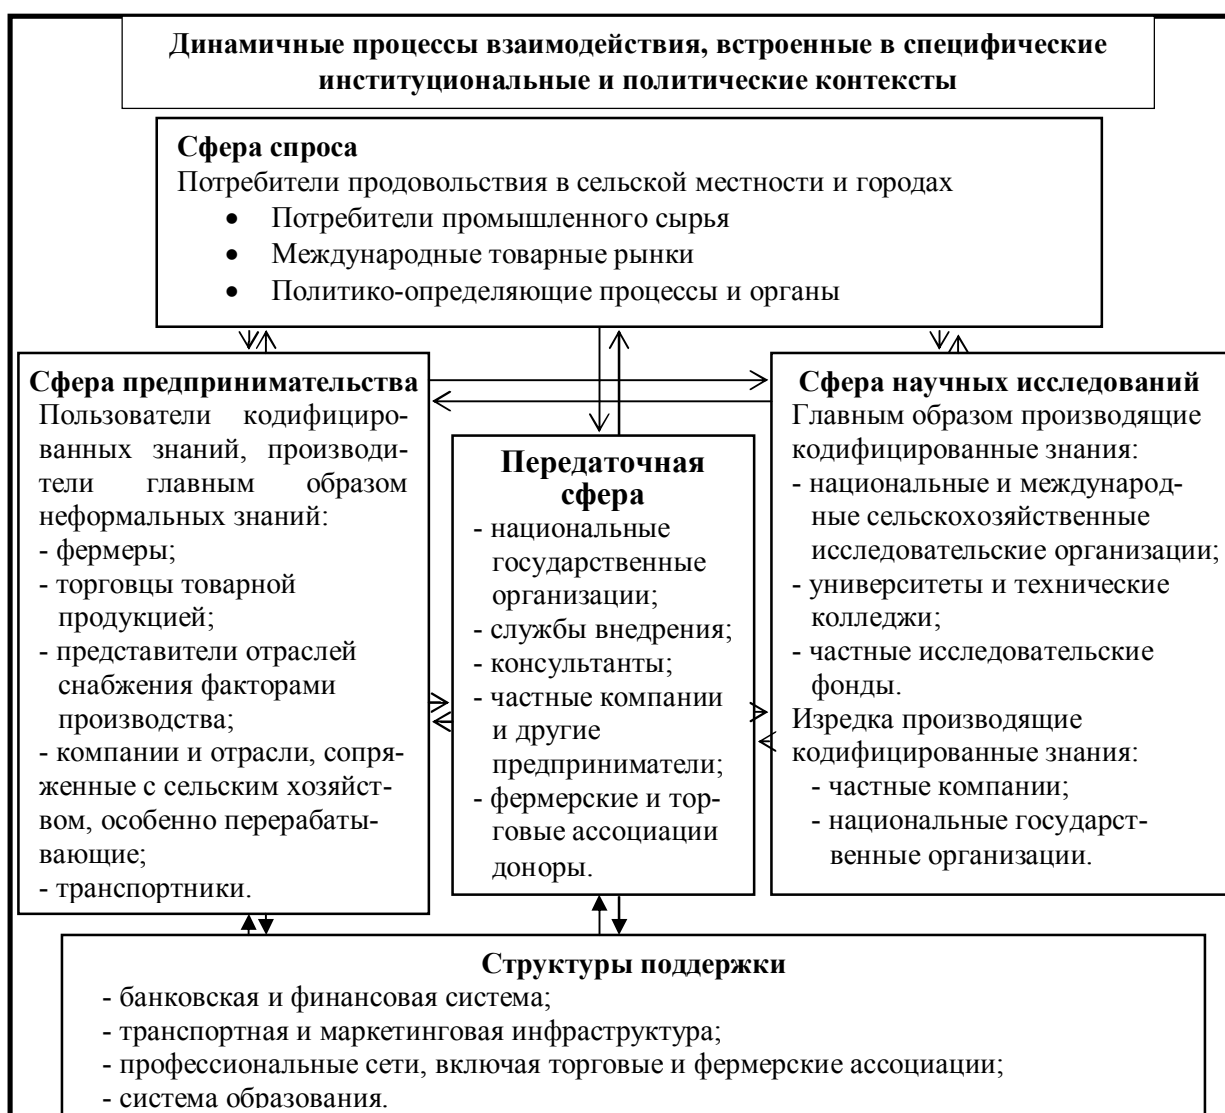 Динамичные процессы взаимодействия, встроенные в специфические
институциональные и политические контексты
Сфера спроса
Потребители продовольствия в сельской местности и городах
• Потребители промышленного сырья
• Международные товарные рынки
• Политико-определяющие процессы и органы
Сфера предпринимательства
Пользователи кодифициро-
ванных знаний, производи-
тели главным образом
неформальных знаний:
- фермеры;
- торговцы товарной
продукцией;
- представители отраслей
снабжения факторами
производства;
- компании и отрасли, сопря-
женные с сельским хозяйст-
вом, особенно перерабаты-
вающие;
- транспортники.
Передаточная
сфера
- национальные
государственные
организации;
- службы внедрения;
- консультанты;
- частные компании
и другие
предприниматели;
- фермерские и тор-
говые ассоциации
доноры.
Сфера научных исследований
Главным образом производящие
кодифицированные знания:
- национальные и международ-
ные сельскохозяйственные
исследовательские организации;
- университеты и технические
колледжи;
- частные исследовательские
фонды.
Изредка производящие
кодифицированные знания:
- частные компании;
- национальные государст-
венные организации.
Структуры поддержки
- банковская и финансовая система;
- транспортная и маркетинговая инфраструктура;
- профессиональные сети, включая торговые и фермерские ассоциации;
- система образования.